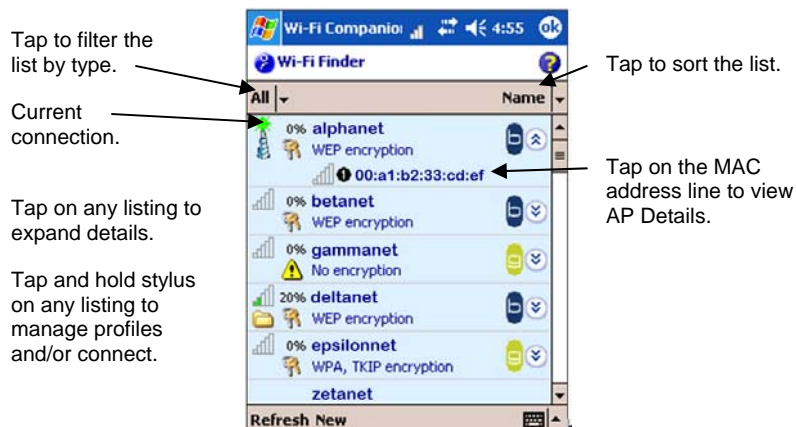 Tap to filter the
list by type.
Current
connection.
Tap on any listing to
expand details.
Tap and hold stylus
on any listing to
manage profiles
and/or connect.
Wi-Fi Companio 4:55 ok
Wi-Fi Finder ?
All Name
0% alphanet b
WEP encryption
1 00:a1:b2:33:cd:ef
0% betanet b
WEP encryption
0% gammanet g
No encryption
20% deltanet b
WEP encryption
0% epsilonnet g
WPA, TKIP encryption
zetanet
Refresh New
Tap to sort the list.
Tap on the MAC
address line to view
AP Details.